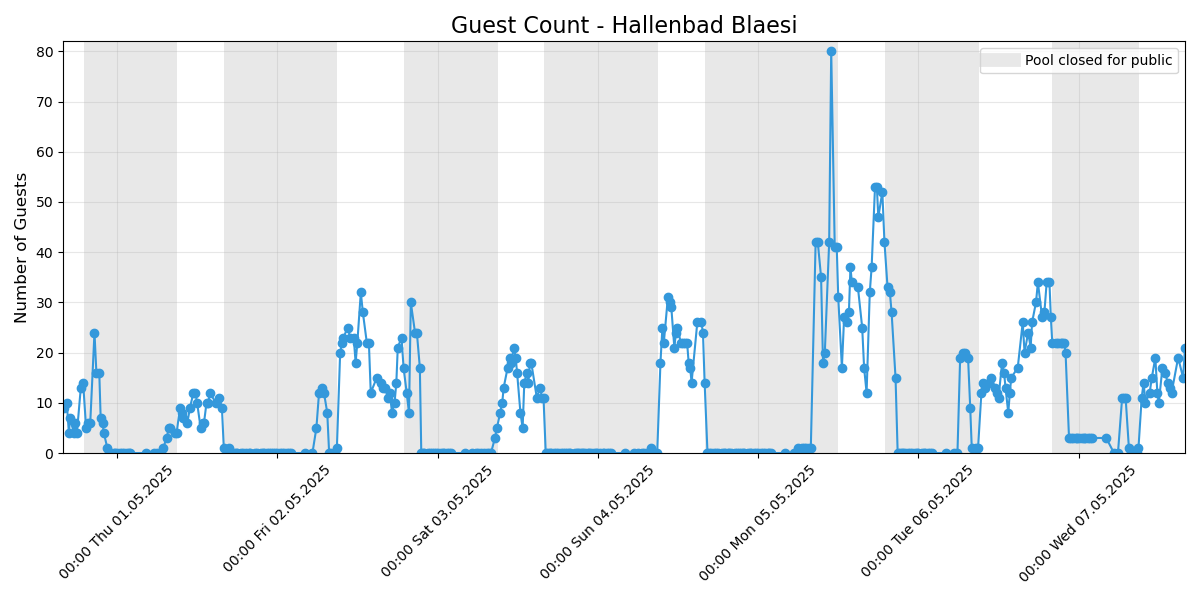 Guest Count - Hallenbad Blaesi
Pool closed for public
Number of Guests
80
70
60
50
40
30
20
10
0
00:00 Thu 01.05.2025
00:00 Fri 02.05.2025
00:00 Sat 03.05.2025
00:00 Sun 04.05.2025
00:00 Mon 05.05.2025
00:00 Tue 06.05.2025
00:00 Wed 07.05.2025